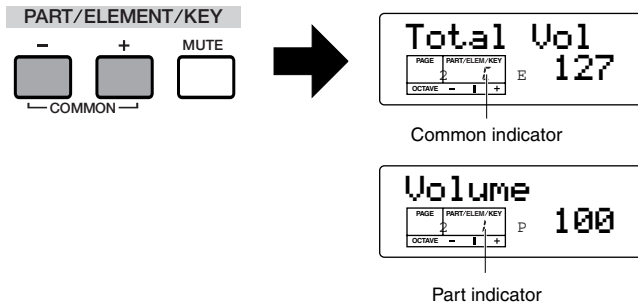 PART/ELEMENT/KEY
– + MUTE
COMMON
Total Vol
PAGE PART/ELEM/KEY
2 E 127
OCTAVE – +
Common indicator
Volume
PAGE PART/ELEM/KEY
2 P 100
OCTAVE – +
Part indicator